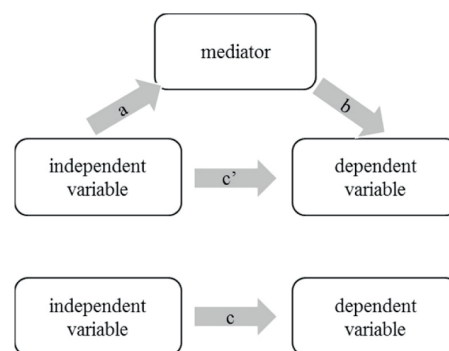 mediator
a
b
independent
variable
c’
dependent
variable
independent
variable
c
dependent
variable